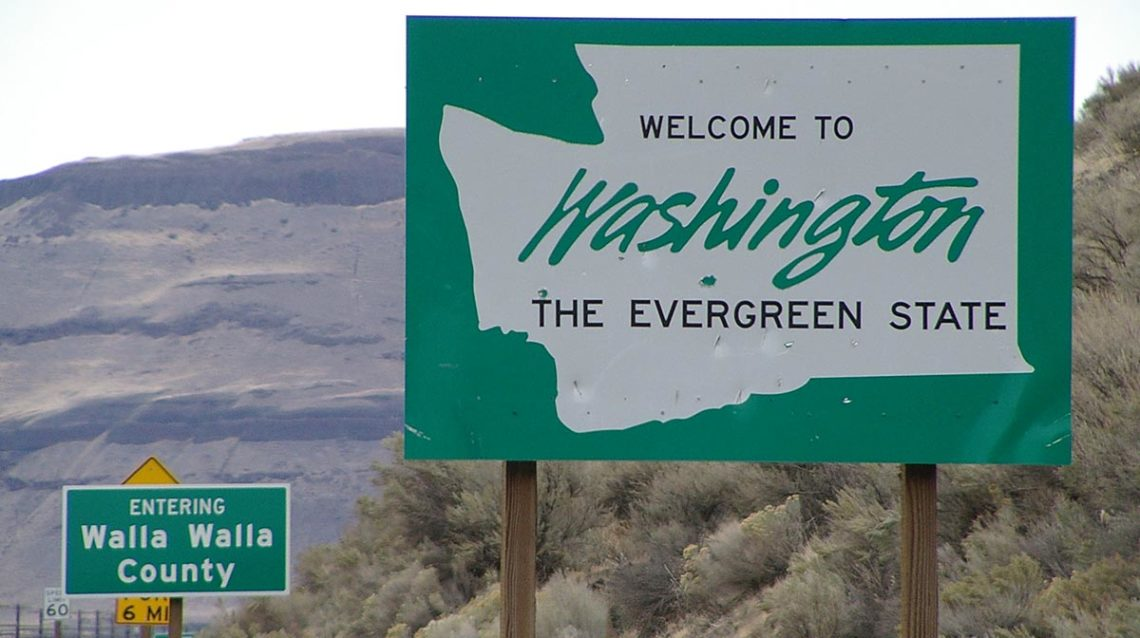 WELCOME TO
Washington
THE EVERGREEN STATE
ENTERING
Walla Walla
County
60
6 MI